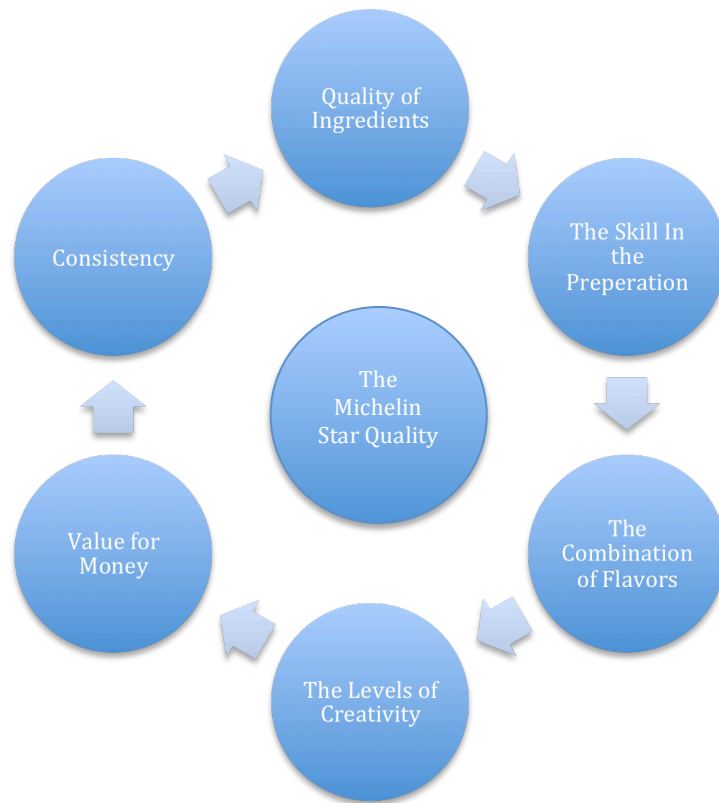 Quality of
Ingredients
The Skill In
the
Preperation
The
Combination
of Flavors
The Levels of
Creativity
Value for
Money
Consistency
The
Michelin
Star Quality